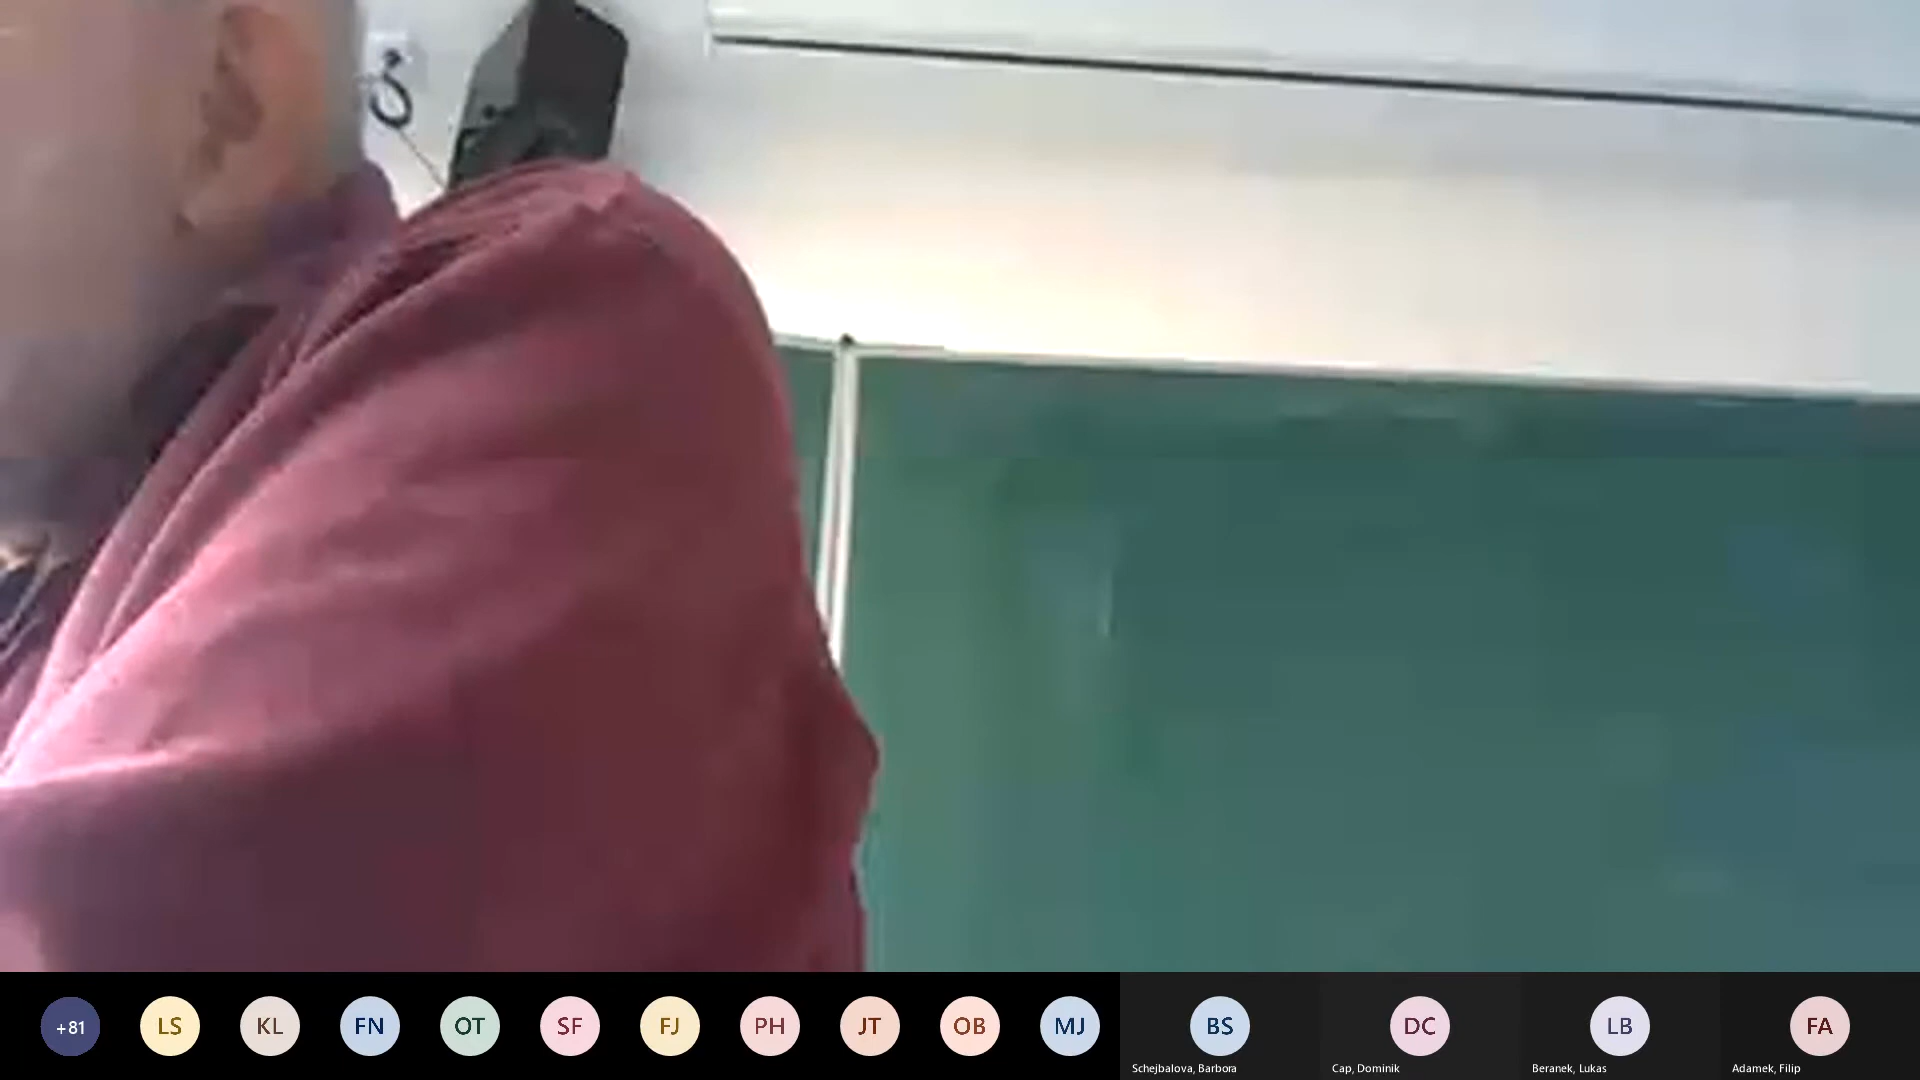 +81 LS KL FN OT SF FJ PH JT OB MJ BS DC LB FA
Schejbalova, Barbora Cap, Dominik Beranek, Lukas Adamek, Filip